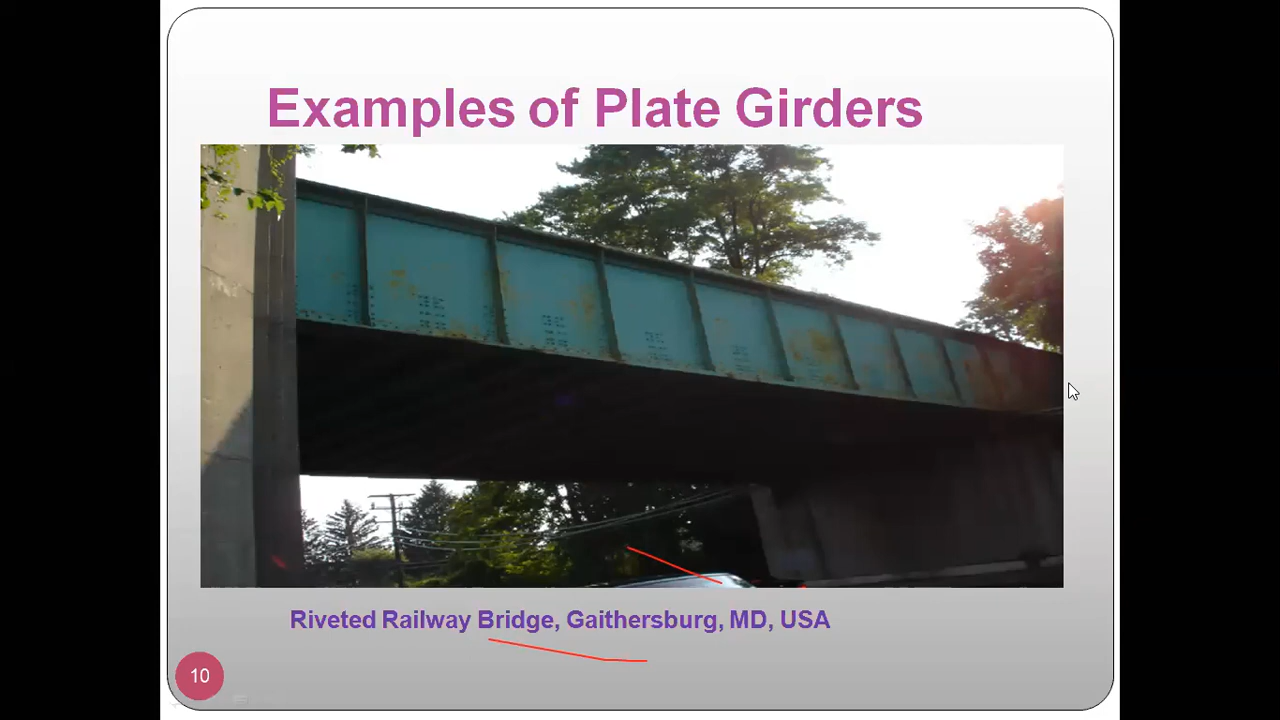 Examples of Plate Girders
Riveted Railway Bridge, Gaithersburg, MD, USA
10